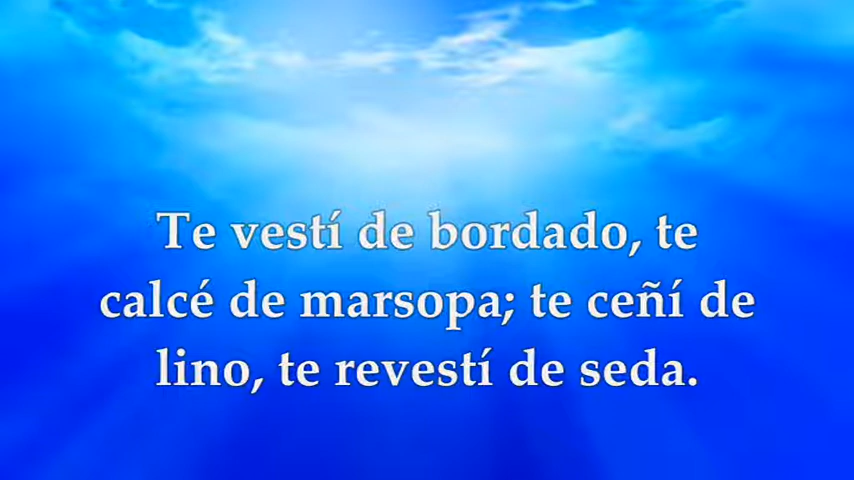 Te vestí de bordado, te
calcé de marsopa; te ceñí de
lino, te revestí de seda.